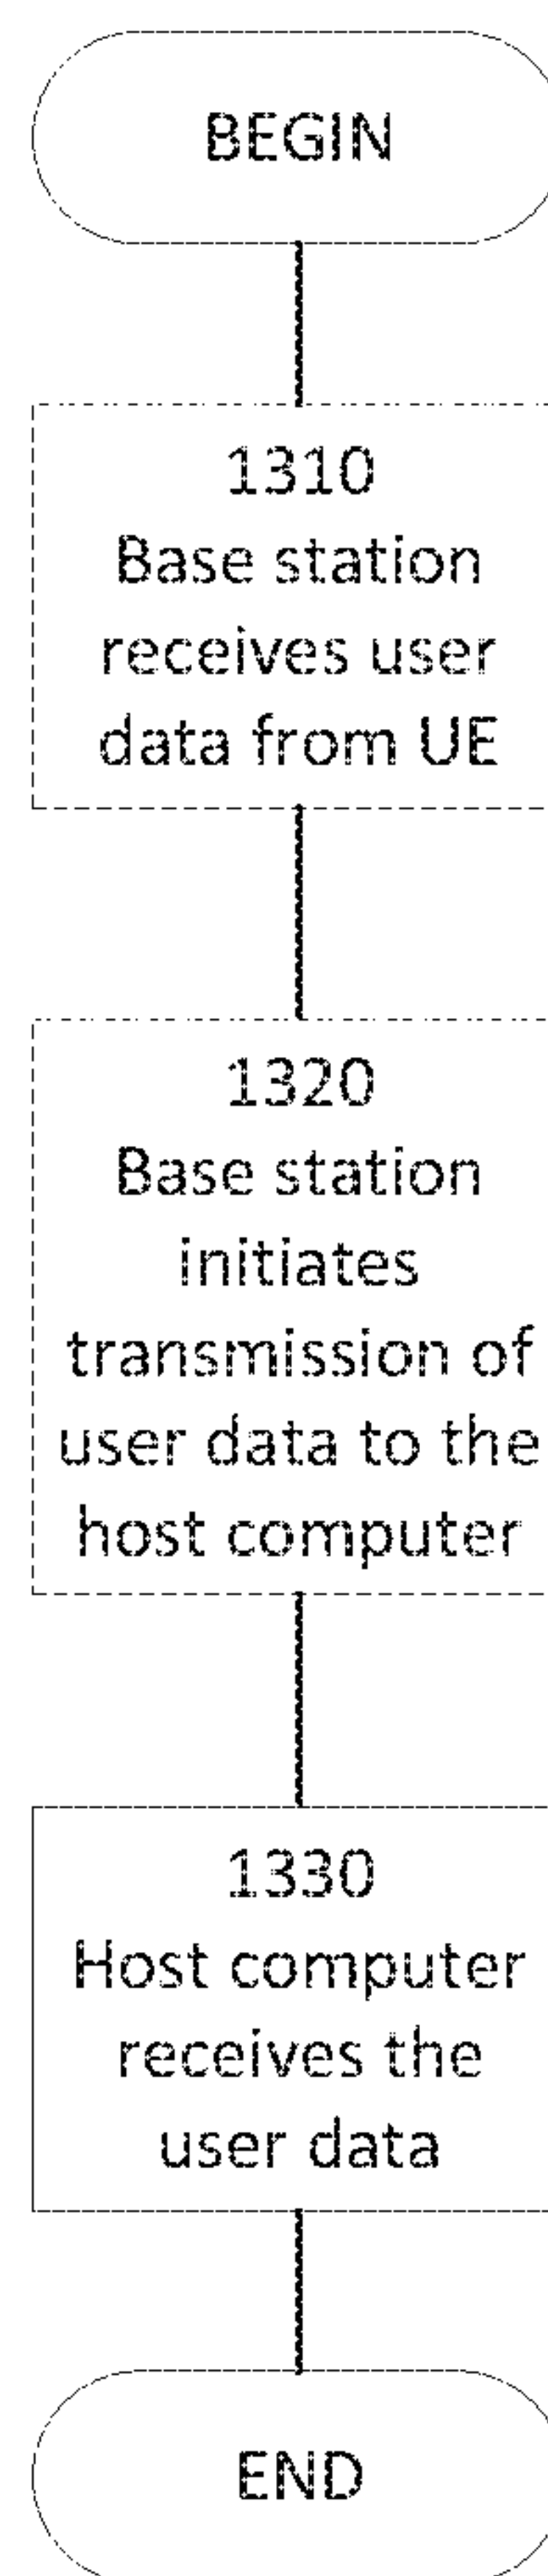 BEGIN
1310
Base station
receives user
data from UE
1320
Base station
initiates
transmission of
user data to the
host computer
1330
Host computer
receives the
user data
END